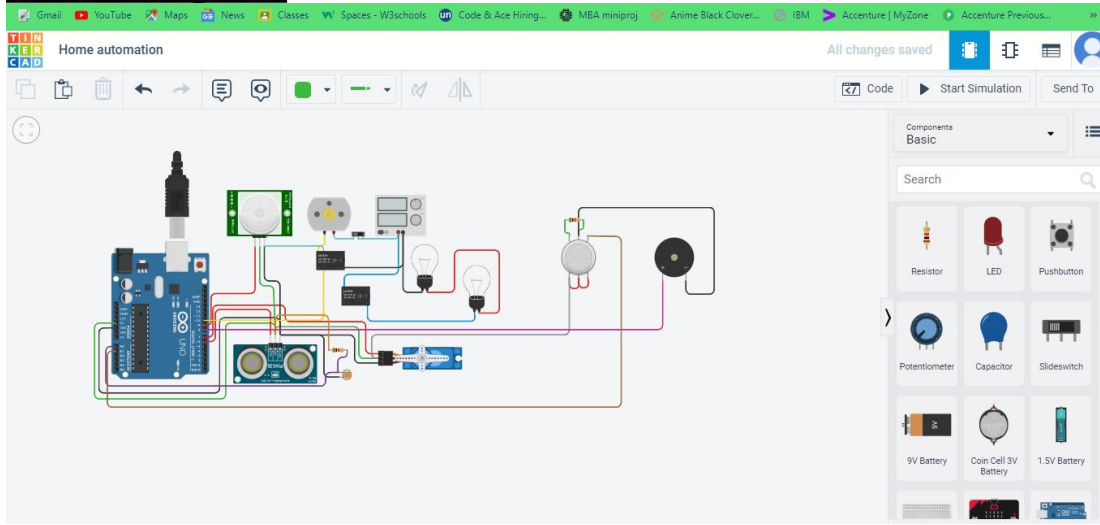 Gmail YouTube Maps News Classes Spaces - W3schools Code & Ace Hiring... MBA miniproj Anime Black Clover... IBM Accenture | MyZone Accenture Previous... »
TIN
KER
CAD
Home automation
All changes saved
Code
Start Simulation
Send To
Components
Basic
Search
Resistor LED Pushbutton
Potentiometer Capacitor Slideswitch
9V
9V Battery Coin Cell 3V Battery 1.5V Battery
UNO